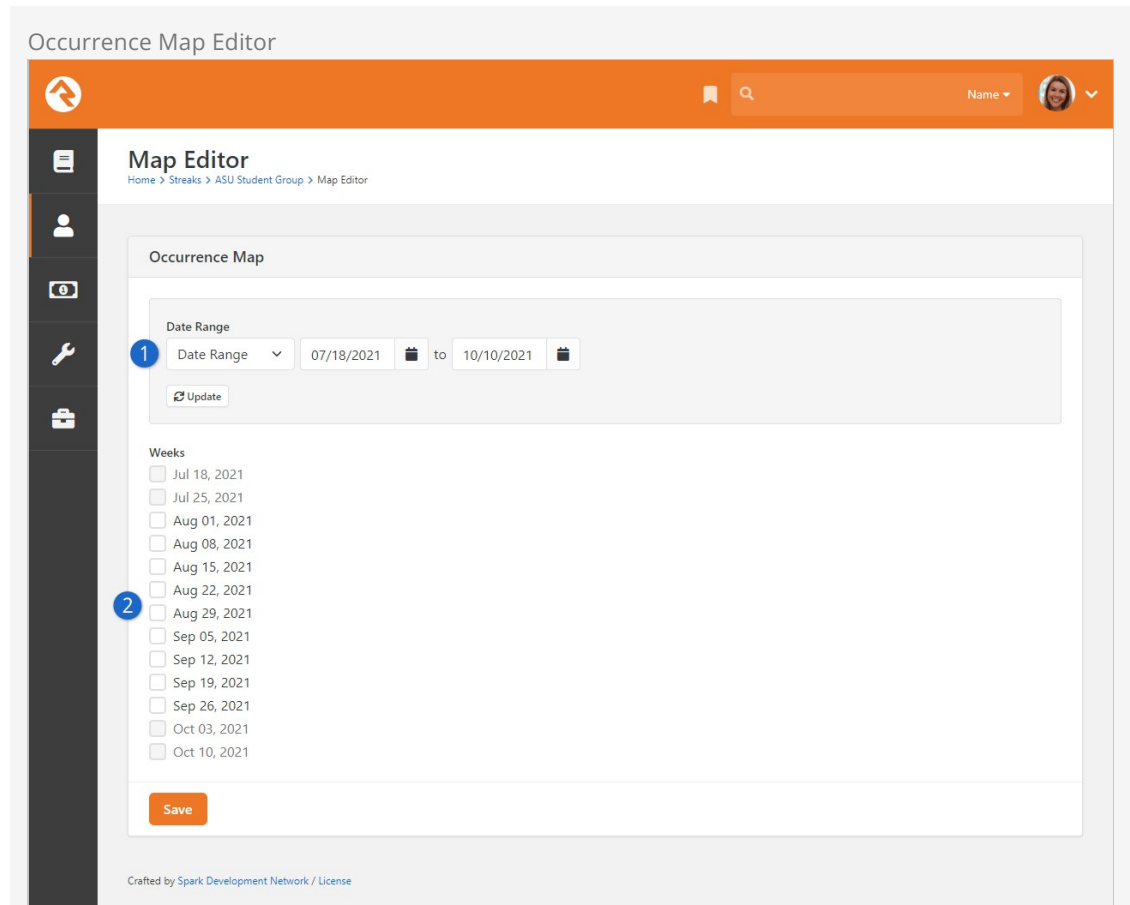 Occurrence Map Editor
Name
Map Editor
Home > Streaks > ASU Student Group > Map Editor
Occurrence Map
Date Range
1 Date Range 07/18/2021 to 10/10/2021
Update
Weeks
Jul 18, 2021
Jul 25, 2021
Aug 01, 2021
Aug 08, 2021
Aug 15, 2021
Aug 22, 2021
2
Aug 29, 2021
Sep 05, 2021
Sep 12, 2021
Sep 19, 2021
Sep 26, 2021
Oct 03, 2021
Oct 10, 2021
Save
Crafted by Spark Development Network / License